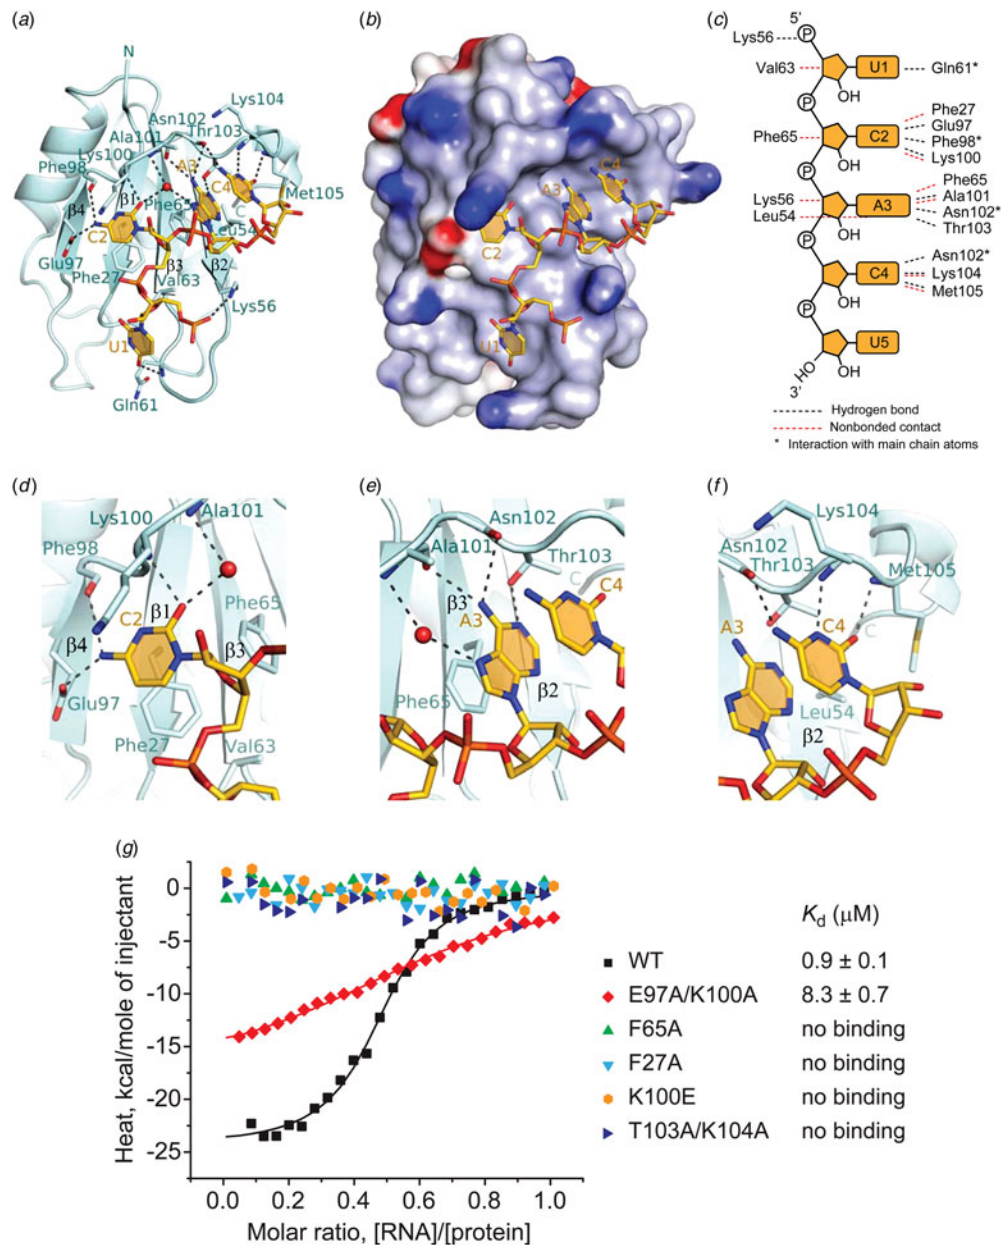 (a)
N
Lys104
Asn102
Thr103
Ala101
Lys100
A3
Phe98
C4
Met105
β1
Phe65
β4
C
C2
Leu54
Glu97
β3
β2
Phe27
Val63
Lys56
U1
Gln61
(b)
C4
A3
C2
U1
(c)
5'
P
Lys56
U1
Val63
Gln61*
OH
P
Phe27
C2
Glu97
Phe65
Phe98*
OH
Lys100
P
Phe65
Lys56
A3
Ala101
Leu54
Asn102*
OH
Thr103
P
Asn102*
C4
Lys104
OH
Met105
P
U5
HO
OH
3'
Hydrogen bond
Nonbonded contact
* Interaction with main chain atoms
(d)
Ala101
Lys100
Phe98
C2
β1
Phe65
β4
β3
Glu97
Phe27
Val63
(e)
Asn102
Ala101
Thr103
C
β3
C4
A3
Phe65
β2
(f)
Lys104
Asn102
Thr103
Met105
C
A3
C4
C
Leu54
β2
(g)
Heat, kcal/mole of injectant
0
-5
-10
-15
-20
-25
0.0 0.2 0.4 0.6 0.8 1.0
Molar ratio, [RNA]/[protein]
Kd (μM)
WT 0.9 ± 0.1
E97A/K100A 8.3 ± 0.7
F65A no binding
F27A no binding
K100E no binding
T103A/K104A no binding